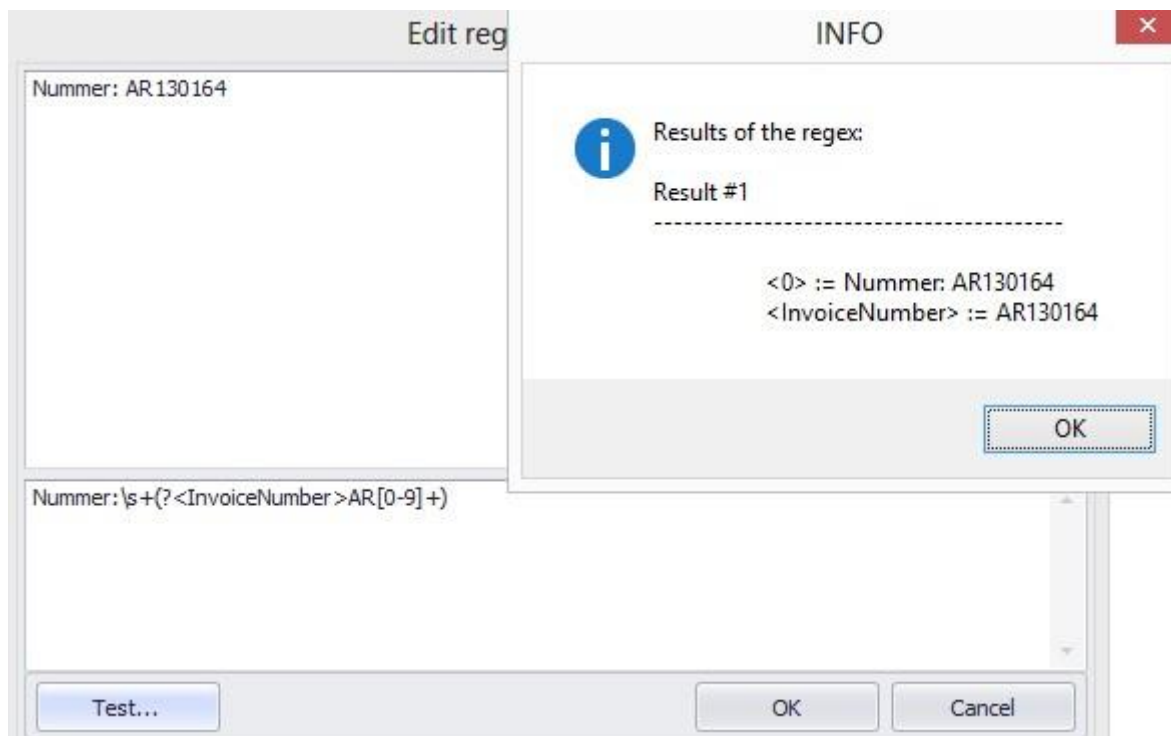 Edit reg
INFO
Nummer: AR130164
Results of the regex:
Result #1
-----------------------------------------
<0> := Nummer: AR130164
<InvoiceNumber> := AR130164
OK
Nummer:\s+(?<InvoiceNumber>AR[0-9]+)
Test...
OK
Cancel